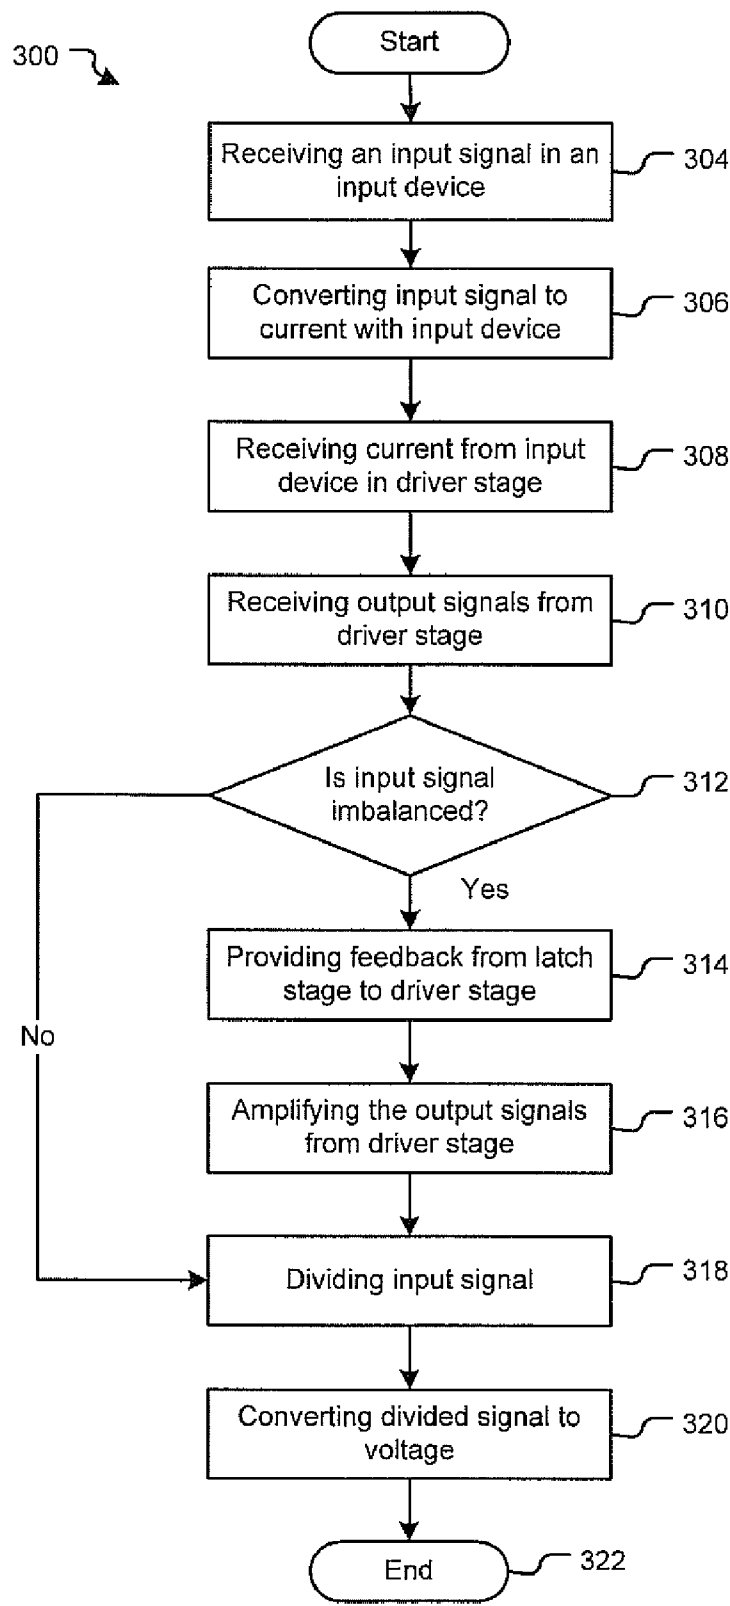 Start
300
Receiving an input signal in an
input device
304
Converting input signal to
current with input device
306
Receiving current from input
device in driver stage
308
Receiving output signals from
driver stage
310
Is input signal
imbalanced?
312
Yes
Providing feedback from latch
stage to driver stage
314
No
Amplifying the output signals
from driver stage
316
Dividing input signal
318
Converting divided signal to
voltage
320
End
322